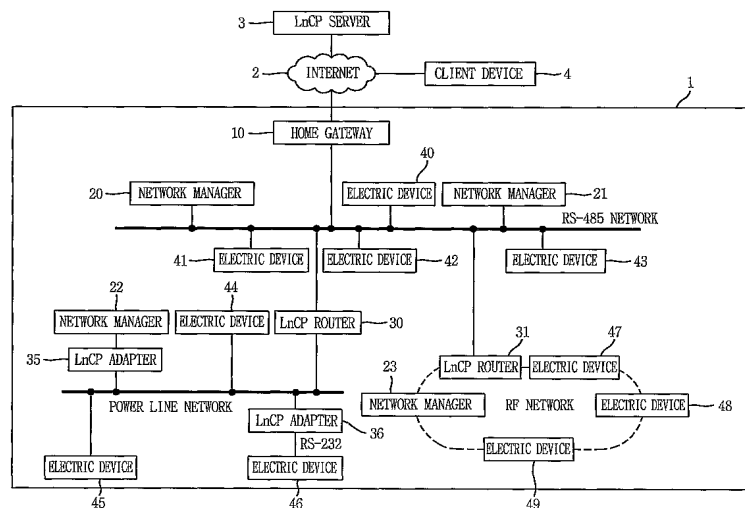 3
LnCP SERVER
2
INTERNET
CLIENT DEVICE
4
1
10
HOME GATEWAY
40
20
NETWORK MANAGER
ELECTRIC DEVICE
NETWORK MANAGER
21
RS-485 NETWORK
41
ELECTRIC DEVICE
ELECTRIC DEVICE
42
ELECTRIC DEVICE
43
22
44
NETWORK MANAGER
ELECTRIC DEVICE
LnCP ROUTER
30
31
47
35
LnCP ADAPTER
LnCP ROUTER
ELECTRIC DEVICE
23
POWER LINE NETWORK
NETWORK MANAGER
RF NETWORK
ELECTRIC DEVICE
48
LnCP ADAPTER
36
RS-232
ELECTRIC DEVICE
49
ELECTRIC DEVICE
45
ELECTRIC DEVICE
46